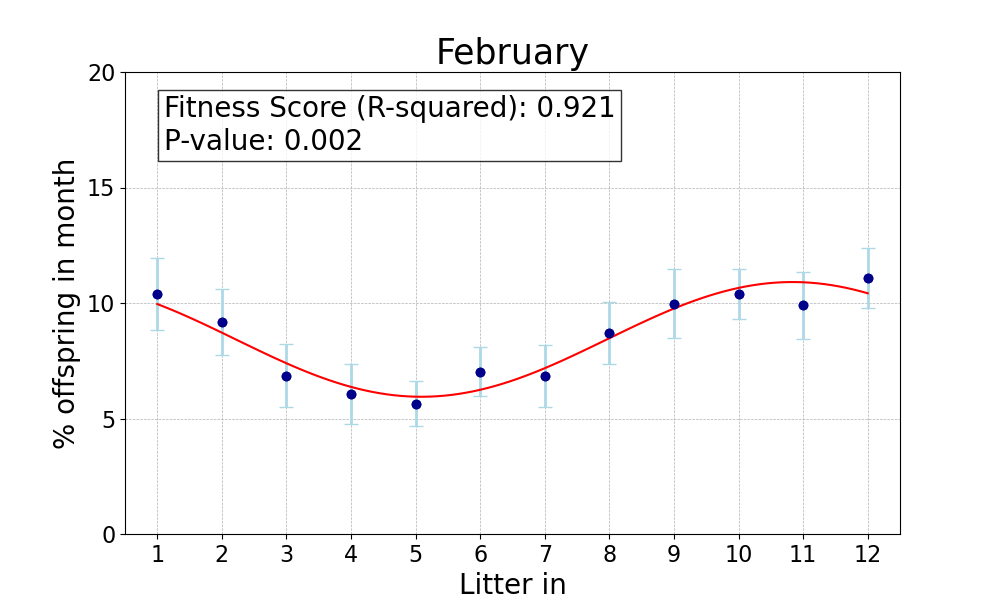 February
Fitness Score (R-squared): 0.921
P-value: 0.002
% offspring in month
20
15
10
5
0
1 2 3 4 5 6 7 8 9 10 11 12
Litter in